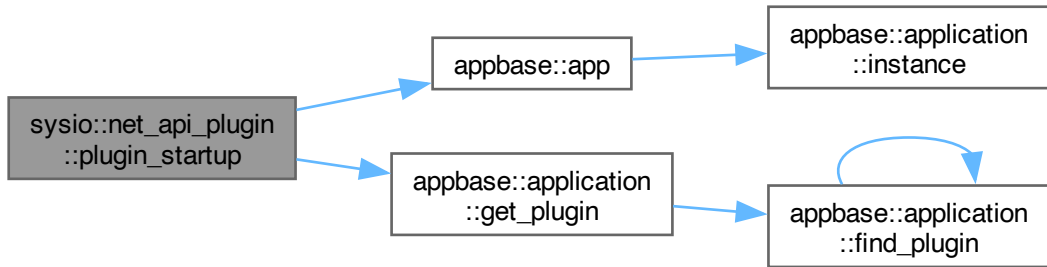 sysio::net_api_plugin
::plugin_startup
appbase::app
appbase::application
::instance
appbase::application
::get_plugin
appbase::application
::find_plugin